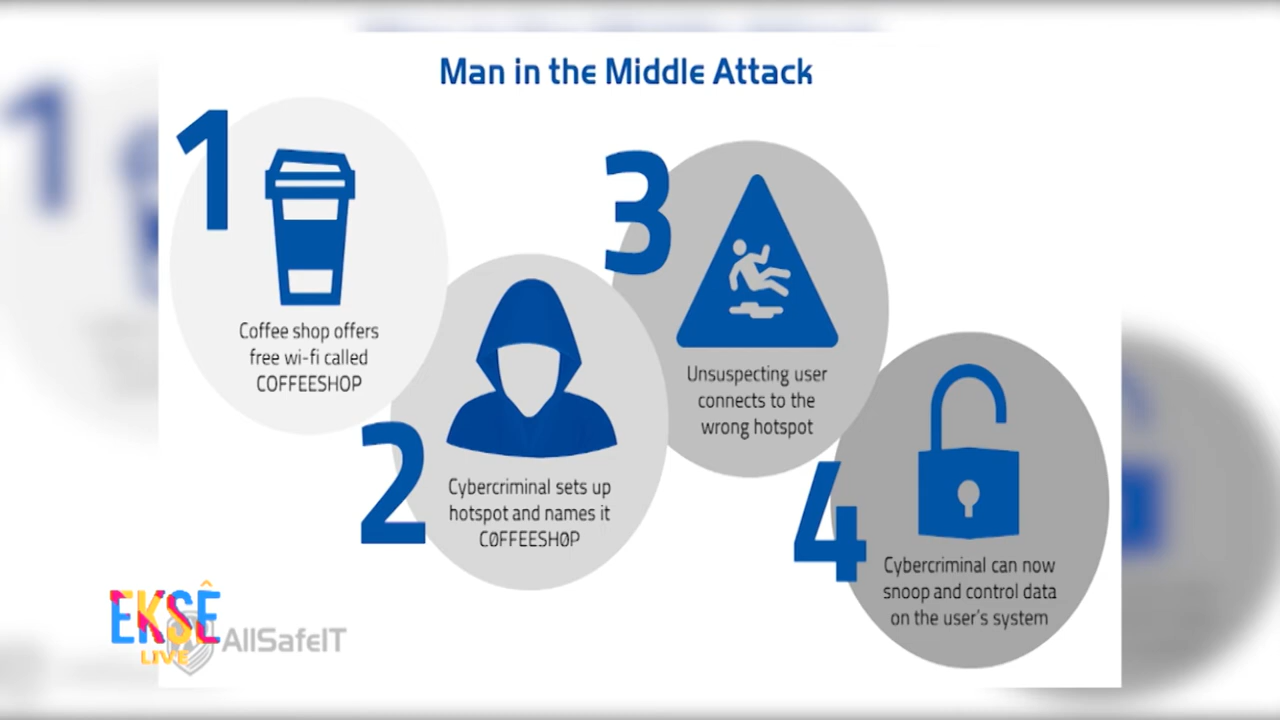 Man in the Middle Attack
1
Coffee shop offers
free wi-fi called
COFFEESHOP
2
Cybercriminal sets up
hotspot and names it
CØFFEESHØP
3
Unsuspecting user
connects to the
wrong hotspot
4
Cybercriminal can now
snoop and control data
on the user's system
EKSÊ
LIVE
AllSafeIT